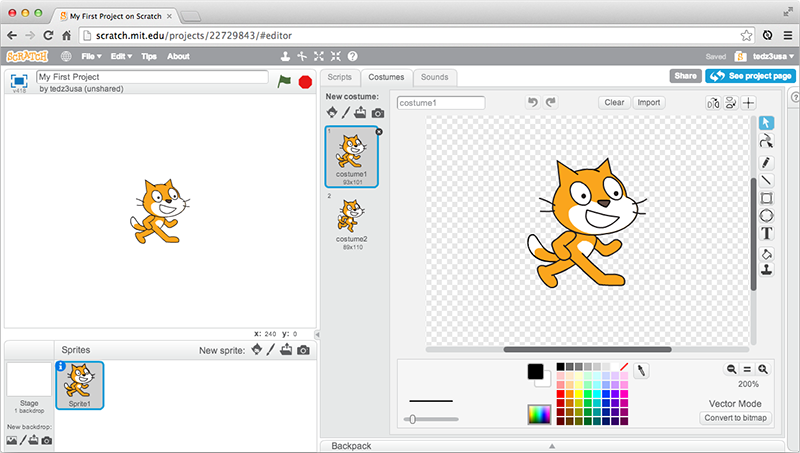 My First Project on Scratch
scratch.mit.edu/projects/22729843/#editor
SCRATCH File Edit Tips About Saved tedz3usa
My First Project
by tedz3usa (unshared)
v418
Scripts Costumes Sounds Share See project page
New costume:
costume1 Clear Import
1
costume1
93x101
2
costume2
89x110
T
x: 240 y: 0
Sprites New sprite:
Stage
1 backdrop
Sprite1
New backdrop:
200%
Vector Mode
Convert to bitmap
Backpack